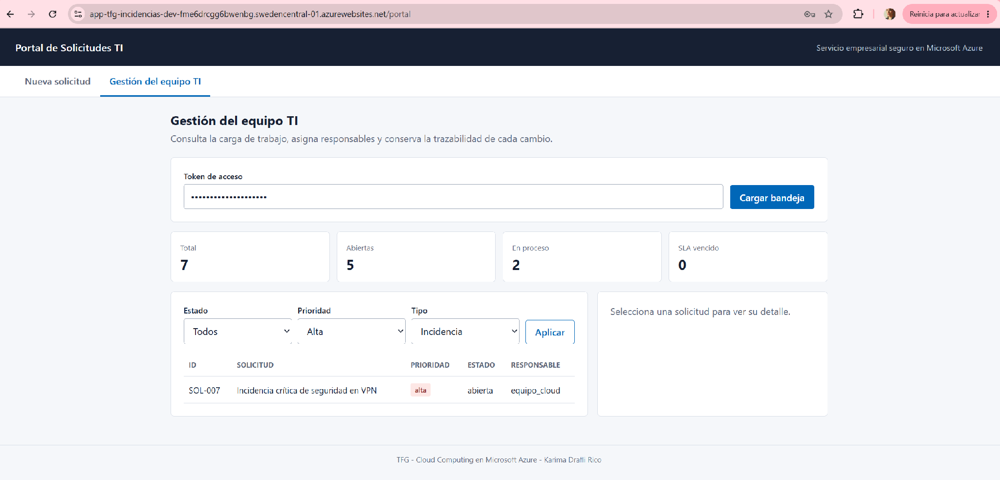 app-tfg-incidencias-dev-fme6drcgg6bwenbg.swedencentral-01.azurewebsites.net/portal
Reinicia para actualizar
Portal de Solicitudes TI
Servicio empresarial seguro en Microsoft Azure
Nueva solicitud
Gestión del equipo TI
Gestión del equipo TI
Consulta la carga de trabajo, asigna responsables y conserva la trazabilidad de cada cambio.
Token de acceso
••••••••••••••••••••
Cargar bandeja
Total
7
Abiertas
5
En proceso
2
SLA vencido
0
Estado Prioridad Tipo
Todos Alta Incidencia Aplicar
ID SOLICITUD PRIORIDAD ESTADO RESPONSABLE
SOL-007 Incidencia crítica de seguridad en VPN alta abierta equipo_cloud
Selecciona una solicitud para ver su detalle.
TFG - Cloud Computing en Microsoft Azure - Karima Drafli Rico